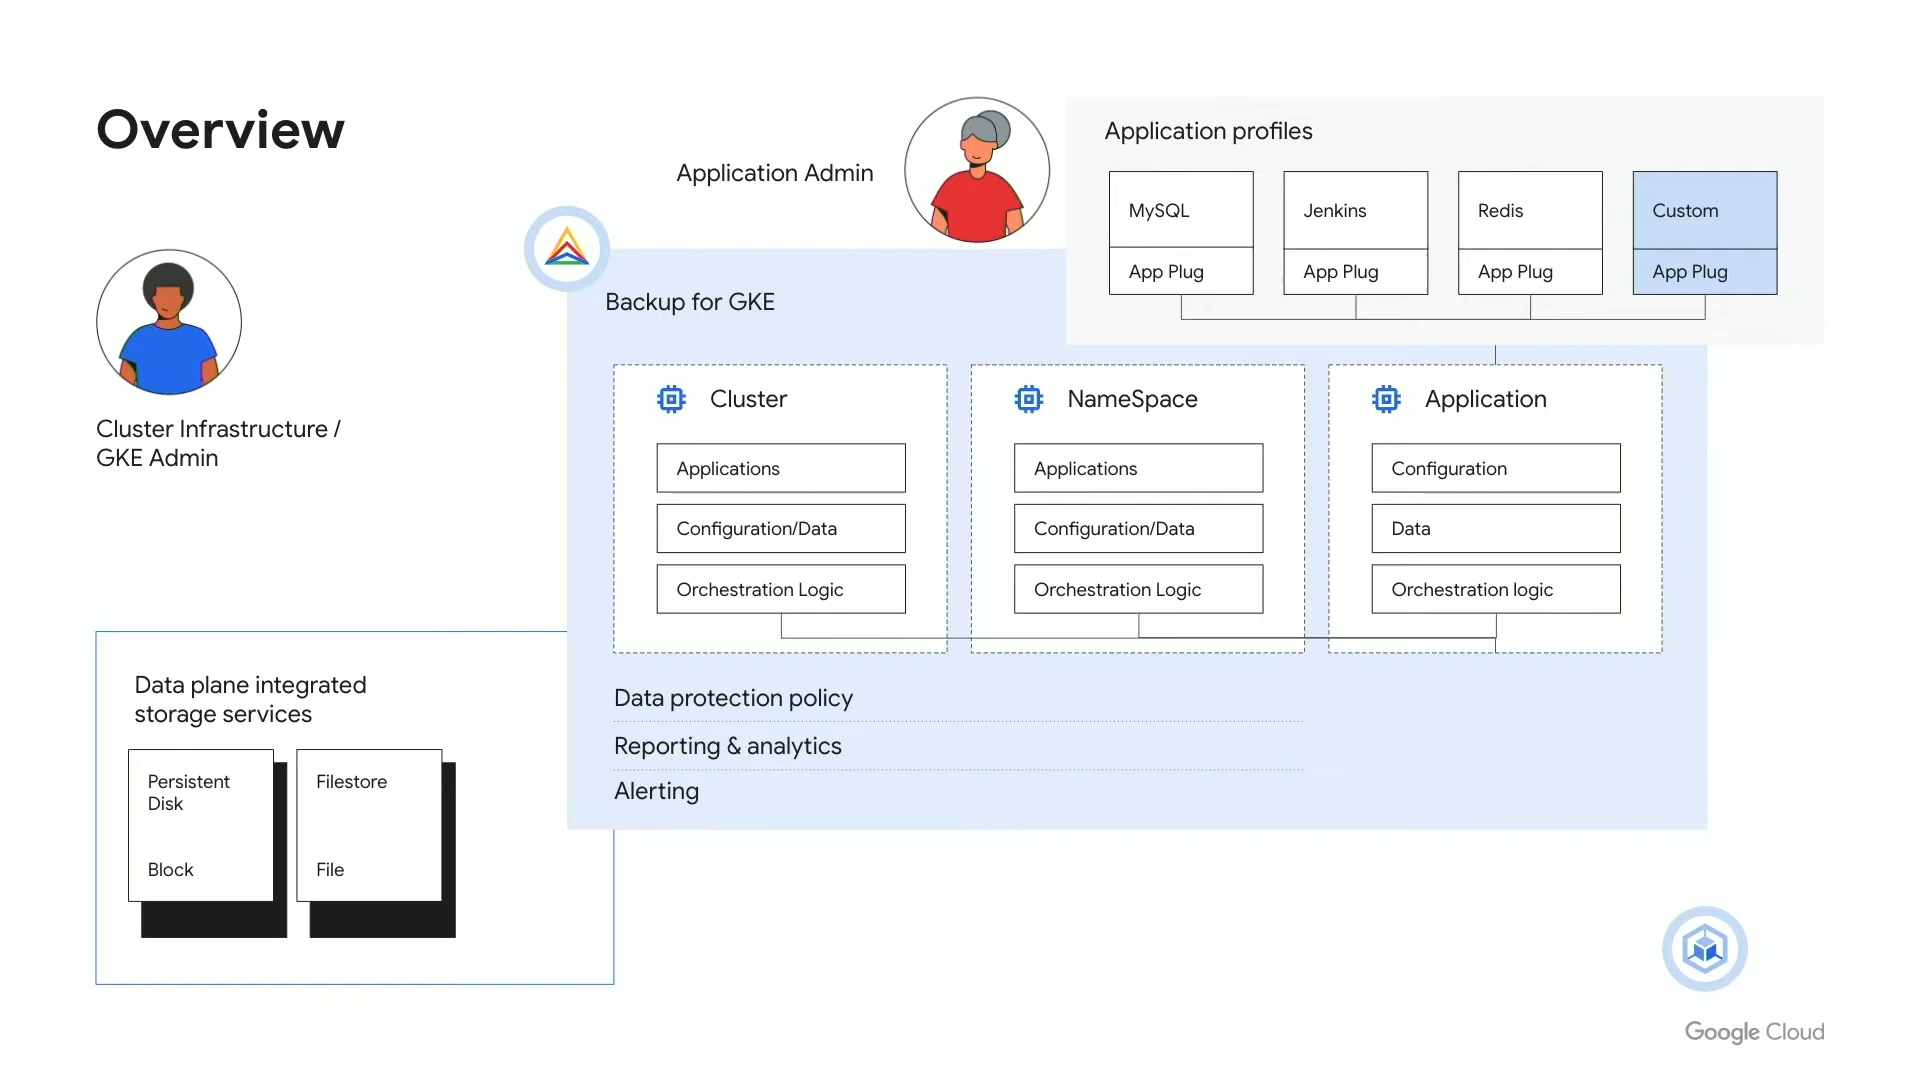 Overview
Application Admin
Application profiles
MySQL
App Plug
Jenkins
App Plug
Redis
App Plug
Custom
App Plug
Cluster Infrastructure /
GKE Admin
Backup for GKE
Cluster
Applications
Configuration/Data
Orchestration Logic
NameSpace
Applications
Configuration/Data
Orchestration Logic
Application
Configuration
Data
Orchestration logic
Data protection policy
Reporting & analytics
Alerting
Data plane integrated
storage services
Persistent
Disk
Block
Filestore
File
Google Cloud